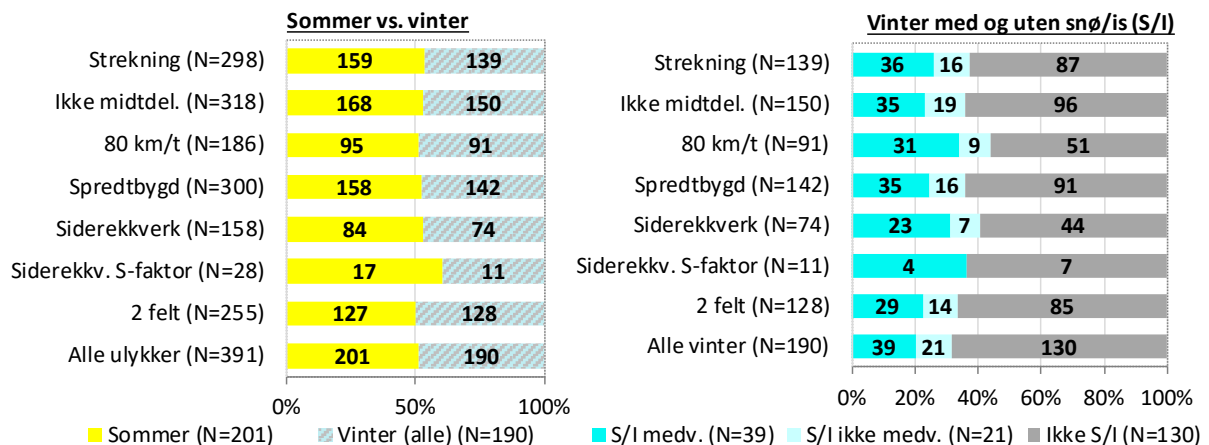 Sommer vs. vinter
Strekning (N=298) 159 139
Ikke midtdel. (N=318) 168 150
80 km/t (N=186) 95 91
Spredtbygd (N=300) 158 142
Siderekkverk (N=158) 84 74
Siderekkv. S-faktor (N=28) 17 11
2 felt (N=255) 127 128
Alle ulykker (N=391) 201 190
0% 50% 100%
Sommer (N=201) Vinter (alle) (N=190)
Vinter med og uten snø/is (S/I)
Strekning (N=139) 36 16 87
Ikke midtdel. (N=150) 35 19 96
80 km/t (N=91) 31 9 51
Spredtbygd (N=142) 35 16 91
Siderekkverk (N=74) 23 7 44
Siderekkv. S-faktor (N=11) 4 7
2 felt (N=128) 29 14 85
Alle vinter (N=190) 39 21 130
0% 20% 40% 60% 80% 100%
S/I medv. (N=39) S/I ikke medv. (N=21) Ikke S/I (N=130)